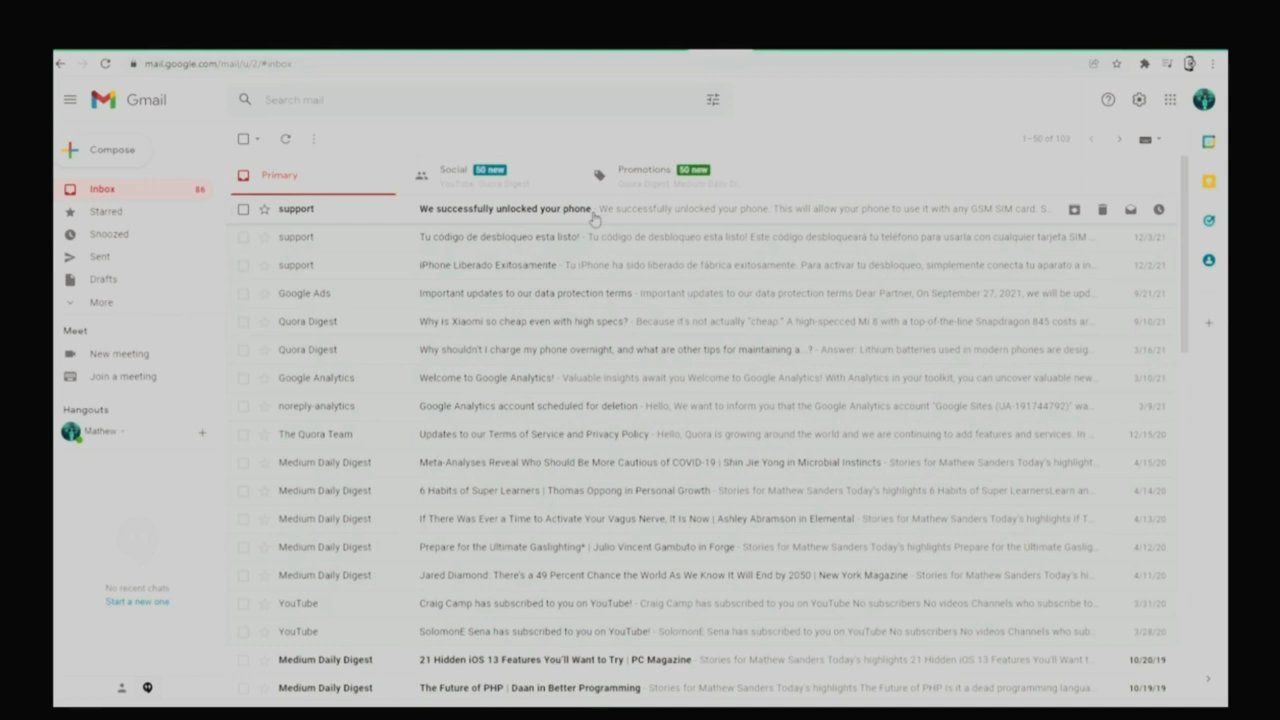 mail.google.com/mail/u/2/#inbox
Gmail
Search mail
Compose
1–50 of 103
Inbox 86
Starred
Snoozed
Sent
Drafts
More
Meet
New meeting
Join a meeting
Hangouts
Mathew
No recent chats
Start a new one
Primary
Social 50 new
YouTube, Quora Digest
Promotions 50 new
Quora Digest, Medium Daily Di...
support We successfully unlocked your phone - We successfully unlocked your phone. This will allow your phone to use it with any GSM SIM card. S...
support Tu código de desbloqueo esta listo! - Tu código de desbloqueo esta listo! Este código desbloqueará tu teléfono para usarla con cualquier tarjeta SIM... 12/3/21
support iPhone Liberado Exitosamente - Tu iPhone ha sido liberado de fábrica exitosamente. Para activar tu desbloqueo, simplemente conecta tu aparato a in... 12/2/21
Google Ads Important updates to our data protection terms - Important updates to our data protection terms Dear Partner, On September 27, 2021, we will be upd... 9/21/21
Quora Digest Why is Xiaomi so cheap even with high specs? - Because it's not actually "cheap." A high-specced Mi 8 with a top-of-the-line Snapdragon 845 costs ar... 9/10/21
Quora Digest Why shouldn't I charge my phone overnight, and what are other tips for maintaining a...? - Answer: Lithium batteries used in modern phones are desig... 3/16/21
Google Analytics Welcome to Google Analytics! - Valuable insights await you Welcome to Google Analytics! With Analytics in your toolkit, you can uncover valuable new... 3/10/21
noreply-analytics Google Analytics account scheduled for deletion - Hello, We want to inform you that the Google Analytics account "Google Sites (UA-191744792)" wa... 3/9/21
The Quora Team Updates to our Terms of Service and Privacy Policy - Hello, Quora is growing around the world and we are continuing to add features and services. In ... 12/15/20
Medium Daily Digest Meta-Analyses Reveal Who Should Be More Cautious of COVID-19 | Shin Jie Yong in Microbial Instincts - Stories for Mathew Sanders Today's highlight... 4/15/20
Medium Daily Digest 6 Habits of Super Learners | Thomas Oppong in Personal Growth - Stories for Mathew Sanders Today's highlights 6 Habits of Super LearnersLearn an... 4/14/20
Medium Daily Digest If There Was Ever a Time to Activate Your Vagus Nerve, It Is Now | Ashley Abramson in Elemental - Stories for Mathew Sanders Today's highlights If T... 4/13/20
Medium Daily Digest Prepare for the Ultimate Gaslighting* | Julio Vincent Gambuto in Forge - Stories for Mathew Sanders Today's highlights Prepare for the Ultimate Gaslig... 4/12/20
Medium Daily Digest Jared Diamond: There's a 49 Percent Chance the World As We Know It Will End by 2050 | New York Magazine - Stories for Mathew Sanders Today's hi... 4/11/20
YouTube Craig Camp has subscribed to you on YouTube! - Craig Camp has subscribed to you on YouTube No subscribers No videos Channels who subscribe to... 3/31/20
YouTube SolomonE Sena has subscribed to you on YouTube! - SolomonE Sena has subscribed to you on YouTube No subscribers No videos Channels who sub... 3/28/20
Medium Daily Digest 21 Hidden iOS 13 Features You'll Want to Try | PC Magazine - Stories for Mathew Sanders Today's highlights 21 Hidden iOS 13 Features You'll Want t... 10/20/19
Medium Daily Digest The Future of PHP | Daan in Better Programming - Stories for Mathew Sanders Today's highlights The Future of PHP Is it a dead programming langua... 10/19/19